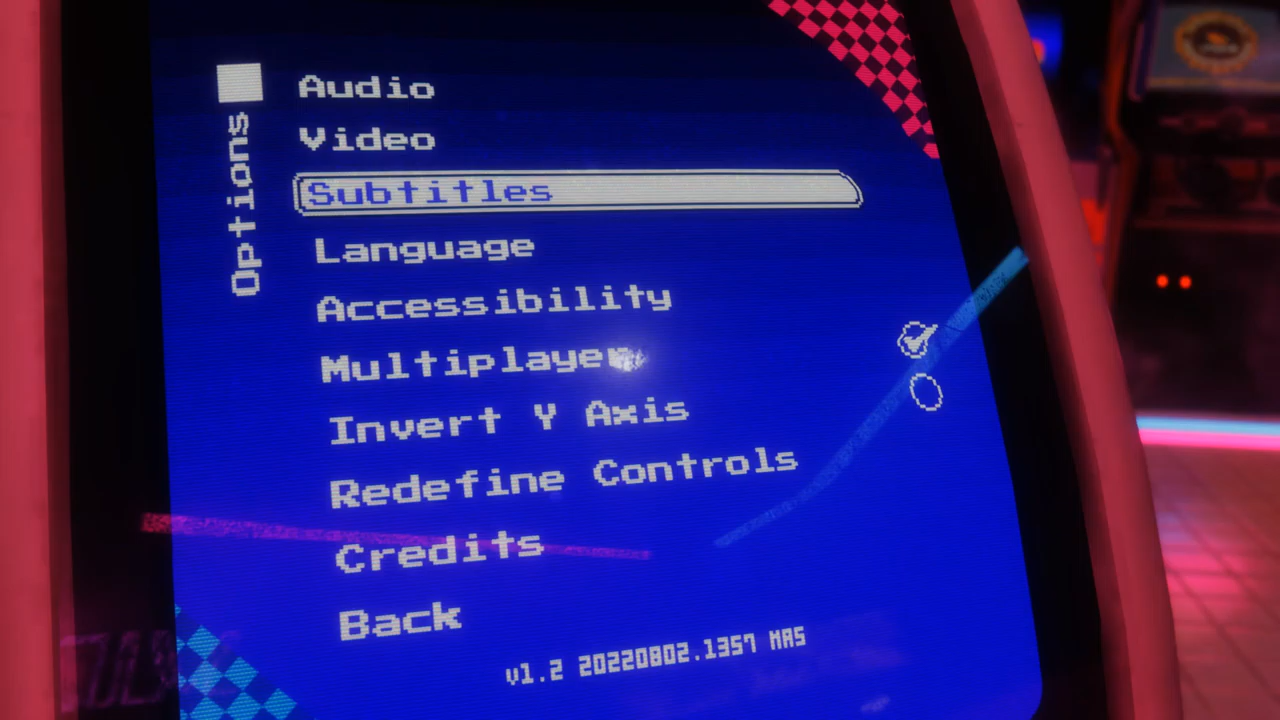 Options
Audio
Video
Subtitles
Language
Accessibility
Multiplayer
Invert Y Axis
Redefine Controls
Credits
Back
v1.2 20220802.1357 MAS